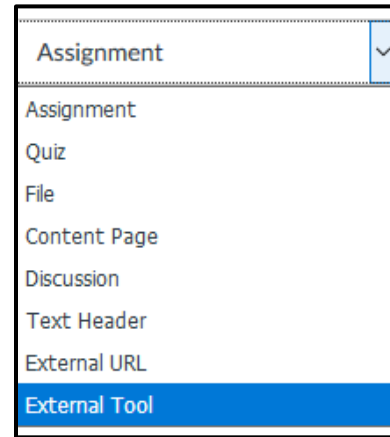 Assignment
Assignment
Quiz
File
Content Page
Discussion
Text Header
External URL
External Tool